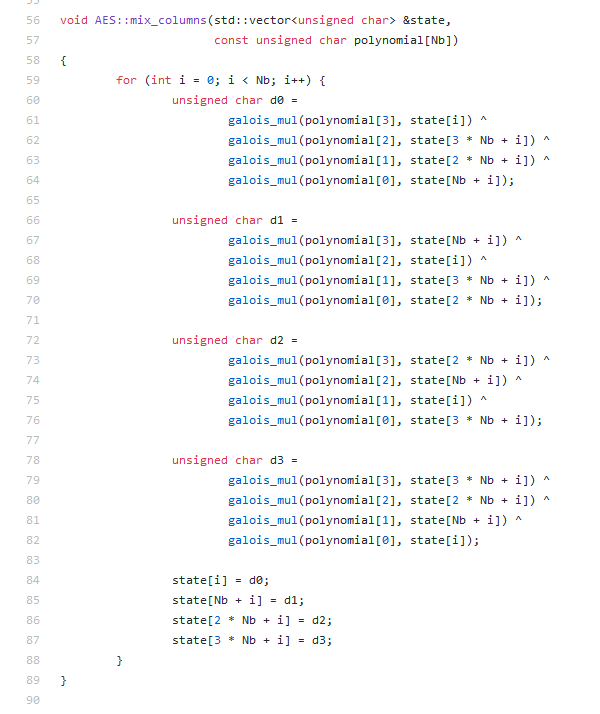 55
56 void AES::mix_columns(std::vector<unsigned char> &state,
57                       const unsigned char polynomial[Nb])
58 {
59         for (int i = 0; i < Nb; i++) {
60                 unsigned char d0 =
61                         galois_mul(polynomial[3], state[i]) ^
62                         galois_mul(polynomial[2], state[3 * Nb + i]) ^
63                         galois_mul(polynomial[1], state[2 * Nb + i]) ^
64                         galois_mul(polynomial[0], state[Nb + i]);
65
66                 unsigned char d1 =
67                         galois_mul(polynomial[3], state[Nb + i]) ^
68                         galois_mul(polynomial[2], state[i]) ^
69                         galois_mul(polynomial[1], state[3 * Nb + i]) ^
70                         galois_mul(polynomial[0], state[2 * Nb + i]);
71
72                 unsigned char d2 =
73                         galois_mul(polynomial[3], state[2 * Nb + i]) ^
74                         galois_mul(polynomial[2], state[Nb + i]) ^
75                         galois_mul(polynomial[1], state[i]) ^
76                         galois_mul(polynomial[0], state[3 * Nb + i]);
77
78                 unsigned char d3 =
79                         galois_mul(polynomial[3], state[3 * Nb + i]) ^
80                         galois_mul(polynomial[2], state[2 * Nb + i]) ^
81                         galois_mul(polynomial[1], state[Nb + i]) ^
82                         galois_mul(polynomial[0], state[i]);
83
84                 state[i] = d0;
85                 state[Nb + i] = d1;
86                 state[2 * Nb + i] = d2;
87                 state[3 * Nb + i] = d3;
88         }
89 }
90